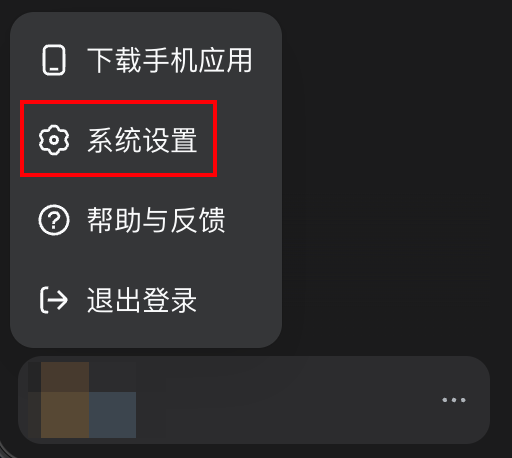 下载手机应用
系统设置
帮助与反馈
退出登录